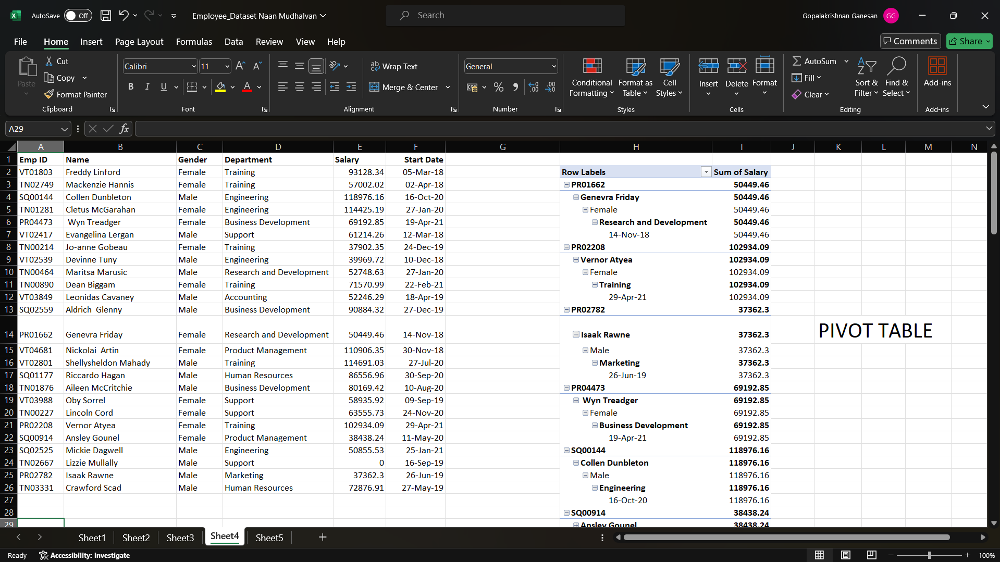 AutoSave Off Employee_Dataset Naan Mudhalvan Search Gopalakrishnan Ganesan GG
File Home Insert Page Layout Formulas Data Review View Help Comments Share
Paste Cut Copy Format Painter Clipboard
Calibri 11 B I U A Font
ab Wrap Text Merge & Center Alignment
General % Number
Conditional Formatting Format as Table Cell Styles Styles
Insert Delete Format Cells
AutoSum Fill Clear Sort & Filter Find & Select Editing
Add-ins Add-ins
A29 fx
A B C D E F G H I J K L M N
1 Emp ID Name Gender Department Salary Start Date
2 VT01803 Freddy Linford Female Training 93128.34 05-Mar-18 Row Labels Sum of Salary
3 TN02749 Mackenzie Hannis Female Training 57002.02 02-Apr-18 PR01662 50449.46
4 SQ00144 Collen Dunbleton Male Engineering 118976.16 16-Oct-20 Genevra Friday 50449.46
5 TN01281 Cletus McGarahan Female Engineering 114425.19 27-Jan-20 Female 50449.46
6 PR04473 Wyn Treadger Female Business Development 69192.85 19-Apr-21 Research and Development 50449.46
7 VT02417 Evangelina Lergan Male Support 61214.26 12-Mar-18 14-Nov-18 50449.46
8 TN00214 Jo-anne Gobeau Female Training 37902.35 24-Dec-19 PR02208 102934.09
9 VT02539 Devinne Tuny Male Engineering 39969.72 10-Dec-18 Vernor Atyea 102934.09
10 TN00464 Maritsa Marusic Male Research and Development 52748.63 27-Jan-20 Female 102934.09
11 TN00890 Dean Biggam Female Training 71570.99 22-Feb-21 Training 102934.09
12 VT03849 Leonidas Cavaney Male Accounting 52246.29 18-Apr-19 29-Apr-21 102934.09
13 SQ02559 Aldrich Glenny Male Business Development 90884.32 27-Dec-19 PR02782 37362.3
14 PR01662 Genevra Friday Female Research and Development 50449.46 14-Nov-18 Isaak Rawne 37362.3 PIVOT TABLE
15 VT04681 Nickolai Artin Female Product Management 110906.35 30-Nov-18 Male 37362.3
16 VT02801 Shellysheldon Mahady Male Training 114691.03 27-Jul-20 Marketing 37362.3
17 SQ01177 Riccardo Hagan Male Human Resources 86556.96 30-Sep-20 26-Jun-19 37362.3
18 TN01876 Aileen McCritchie Male Business Development 80169.42 10-Aug-20 PR04473 69192.85
19 VT03988 Oby Sorrel Female Support 58935.92 09-Sep-19 Wyn Treadger 69192.85
20 TN00227 Lincoln Cord Female Support 63555.73 24-Nov-20 Female 69192.85
21 PR02208 Vernor Atyea Female Training 102934.09 29-Apr-21 Business Development 69192.85
22 SQ00914 Ansley Gounel Female Product Management 38438.24 11-May-20 19-Apr-21 69192.85
23 SQ02525 Mickie Dagwell Male Engineering 50855.53 25-Jan-21 SQ00144 118976.16
24 TN02667 Lizzie Mullally Male Support 0 16-Sep-19 Collen Dunbleton 118976.16
25 PR02782 Isaak Rawne Male Marketing 37362.3 26-Jun-19 Male 118976.16
26 TN03331 Crawford Scad Male Human Resources 72876.91 27-May-19 Engineering 118976.16
27 16-Oct-20 118976.16
28 SQ00914 38438.24
29 Ansley Gounel 38438.24
Sheet1 Sheet2 Sheet3 Sheet4 Sheet5
Ready Accessibility: Investigate 100%